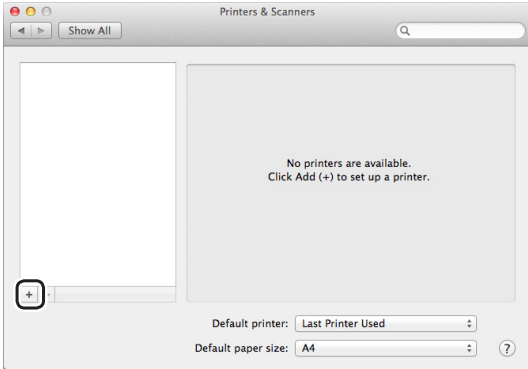 Printers & Scanners
Show All
No printers are available.
Click Add (+) to set up a printer.
+ -
Default printer: Last Printer Used
Default paper size: A4 ?